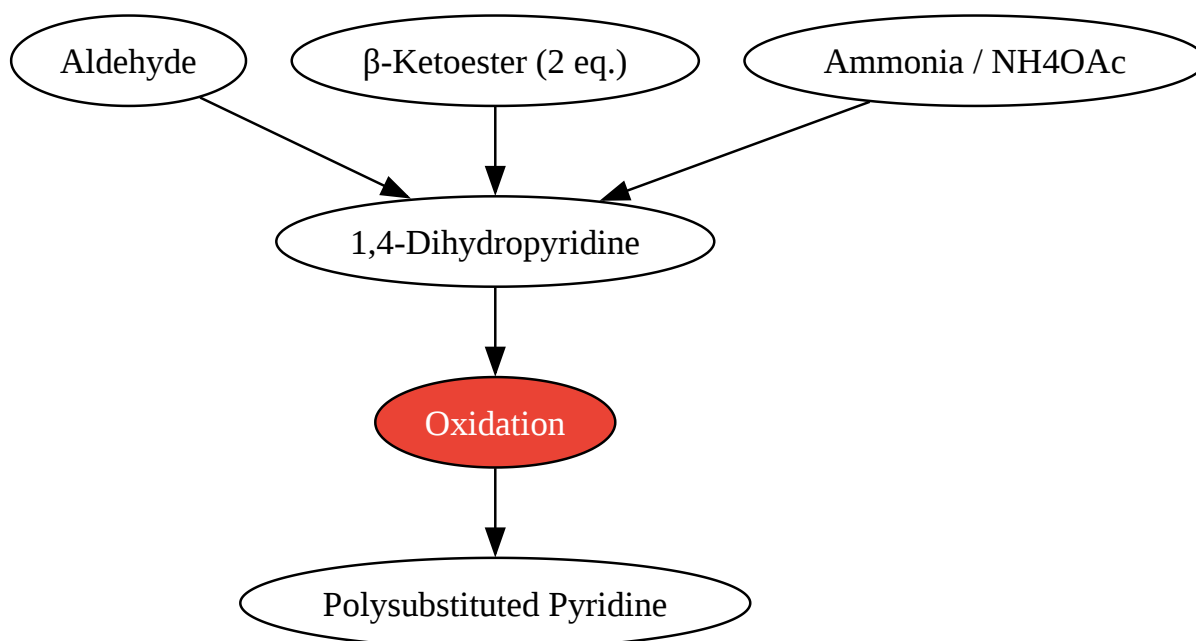 Aldehyde
β-Ketoester (2 eq.)
Ammonia / NH4OAc
1,4-Dihydropyridine
Oxidation
Polysubstituted Pyridine